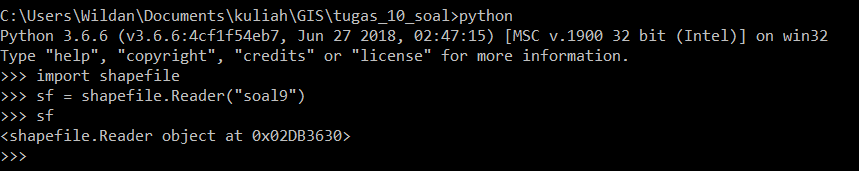 C:\Users\Wildan\Documents\kuliah\GIS\tugas_10_soal>python
Python 3.6.6 (v3.6.6:4cf1f54eb7, Jun 27 2018, 02:47:15) [MSC v.1900 32 bit (Intel)] on win32
Type "help", "copyright", "credits" or "license" for more information.
>>> import shapefile
>>> sf = shapefile.Reader("soal9")
>>> sf
<shapefile.Reader object at 0x02DB3630>
>>>